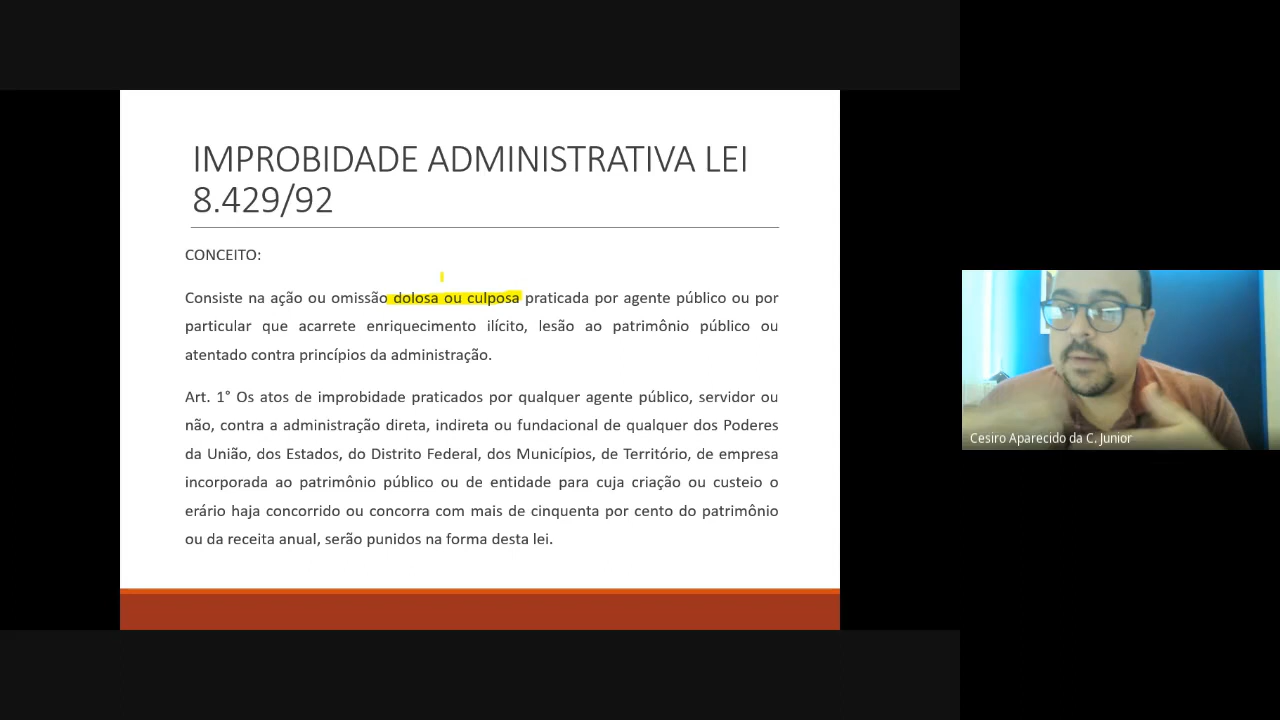 IMPROBIDADE ADMINISTRATIVA LEI
8.429/92
CONCEITO:
Consiste na ação ou omissão dolosa ou culposa praticada por agente público ou por
particular que acarrete enriquecimento ilícito, lesão ao patrimônio público ou
atentado contra princípios da administração.
Art. 1° Os atos de improbidade praticados por qualquer agente público, servidor ou
não, contra a administração direta, indireta ou fundacional de qualquer dos Poderes
da União, dos Estados, do Distrito Federal, dos Municípios, de Território, de empresa
incorporada ao patrimônio público ou de entidade para cuja criação ou custeio o
erário haja concorrido ou concorra com mais de cinquenta por cento do patrimônio
ou da receita anual, serão punidos na forma desta lei.
Cesiro Aparecido da C. Junior